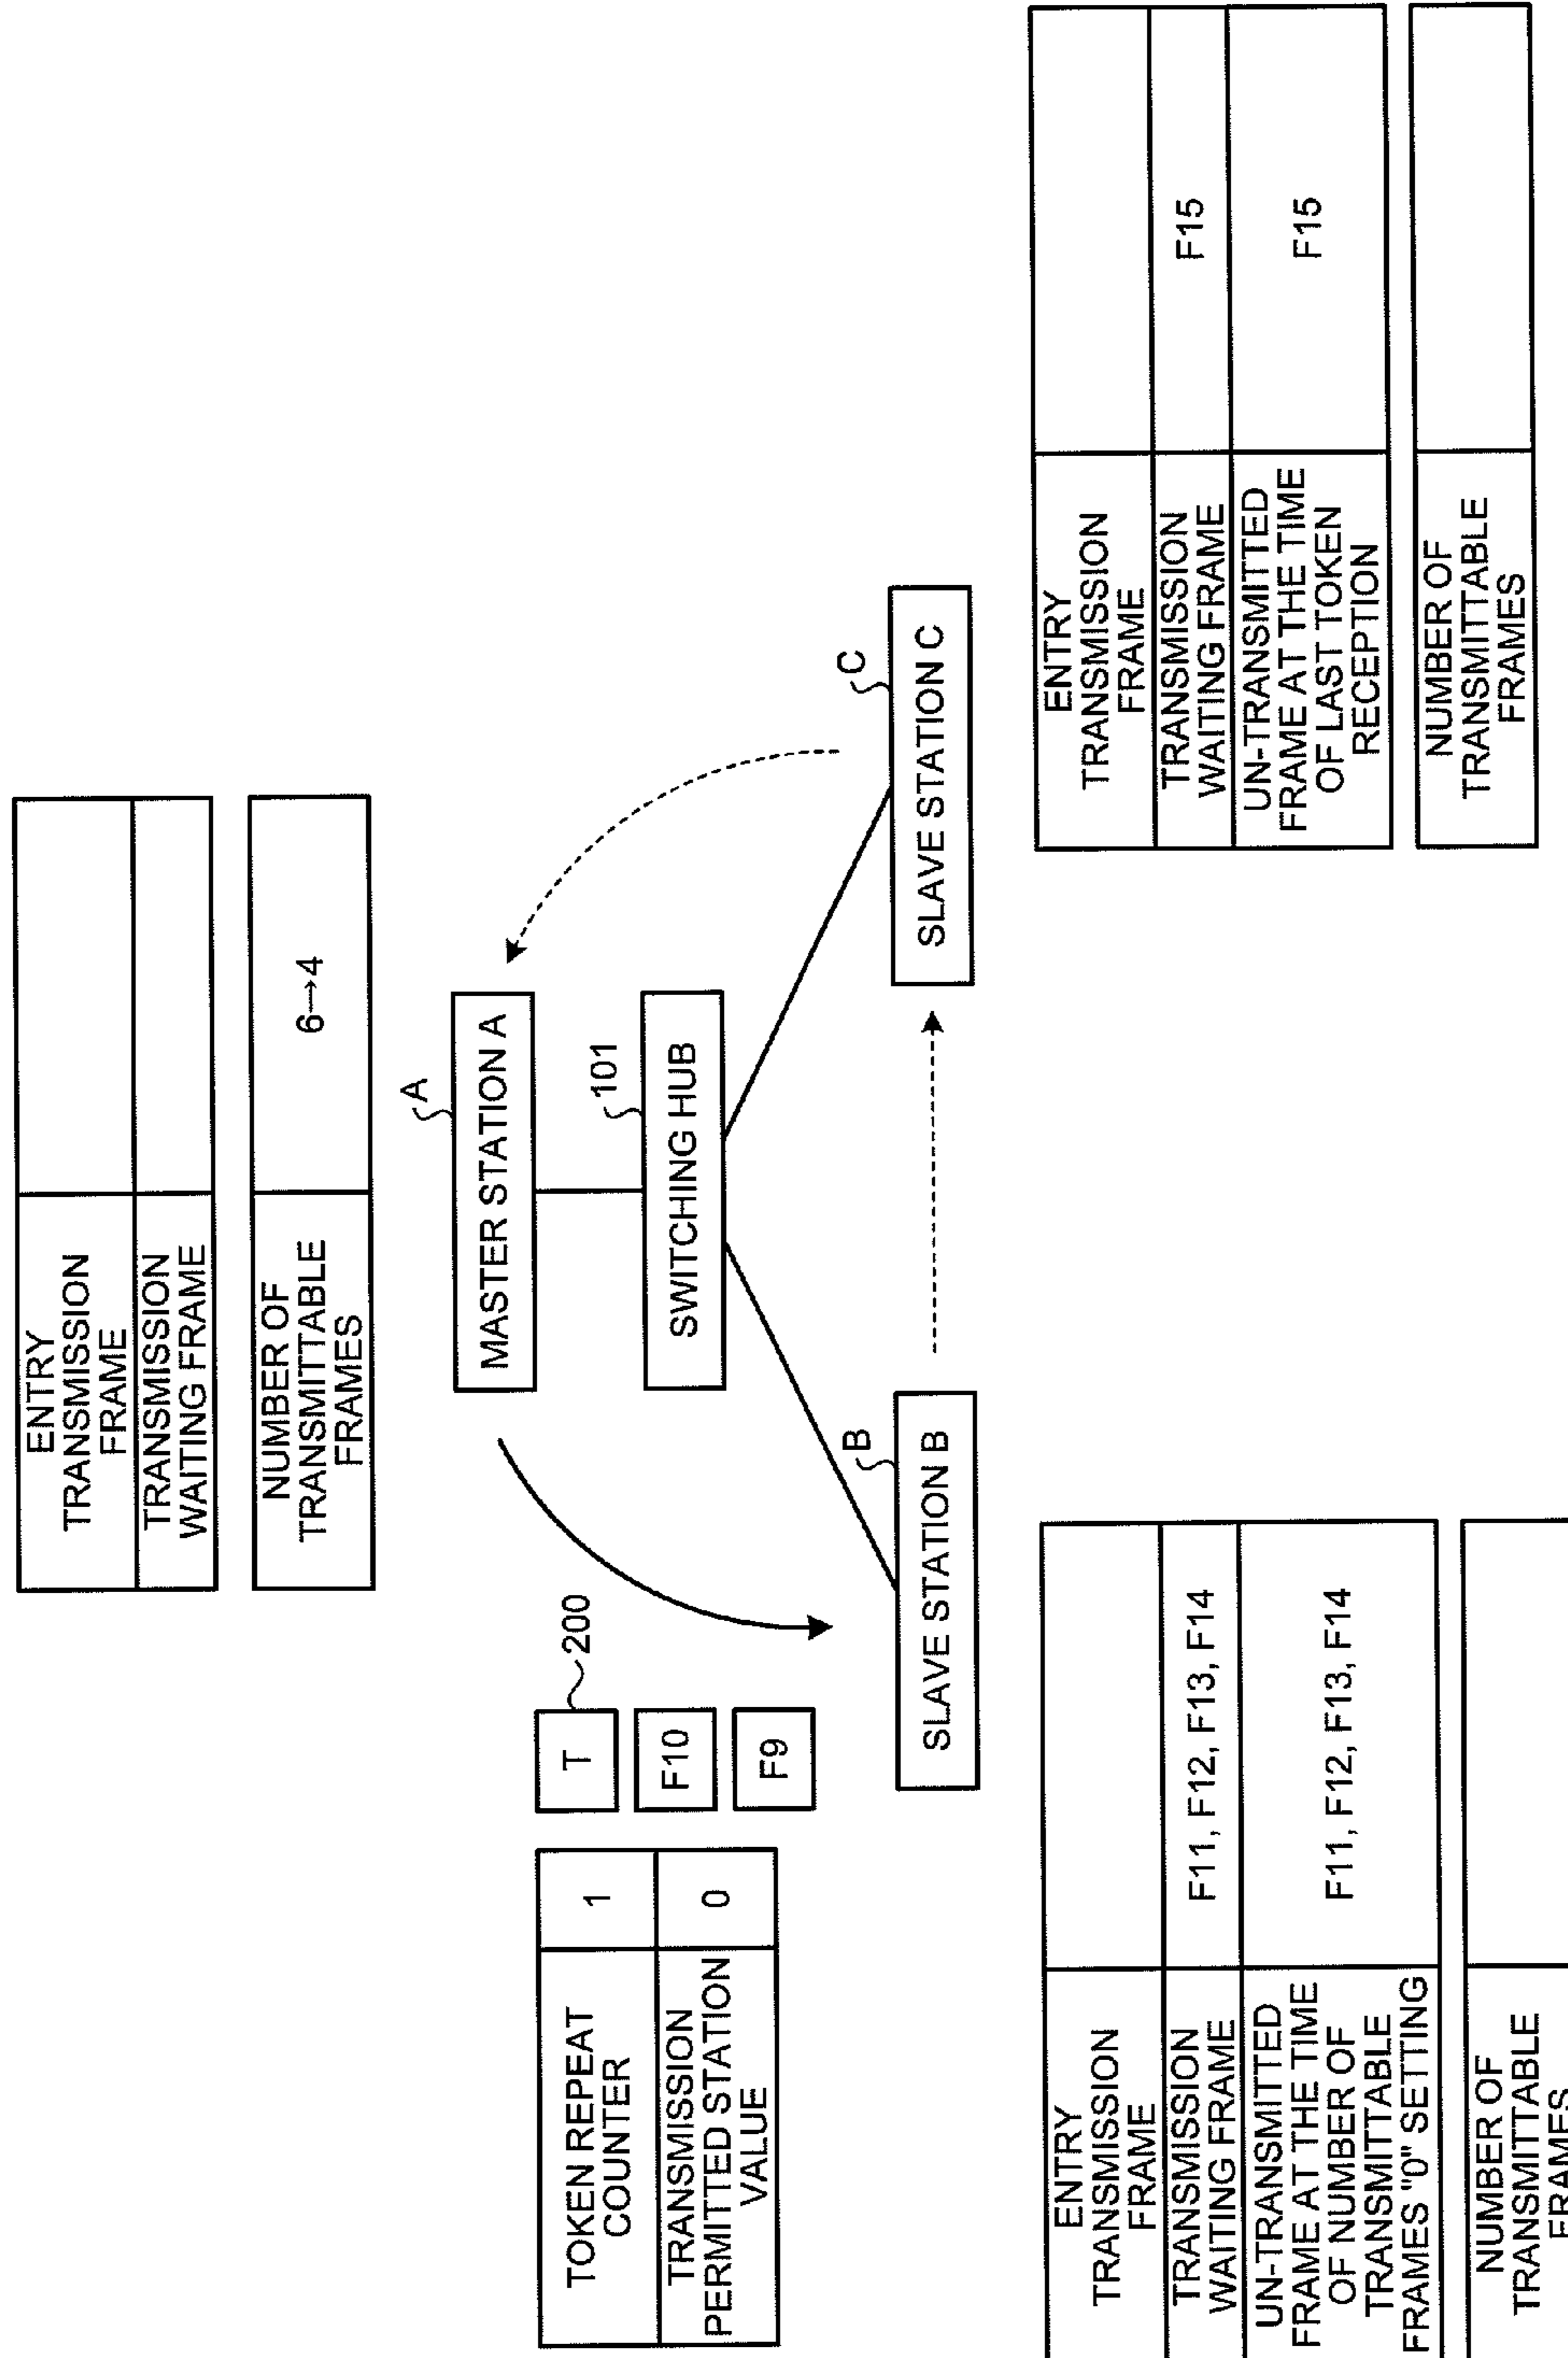 ENTRY
TRANSMISSION
FRAME
TRANSMISSION
WAITING FRAME
NUMBER OF
TRANSMITTABLE
FRAMES
6→4
A
MASTER STATION A
101
SWITCHING HUB
TOKEN REPEAT
COUNTER
1
TRANSMISSION
PERMITTED STATION
VALUE
0
T
200
F10
F9
B
SLAVE STATION B
C
SLAVE STATION C
ENTRY
TRANSMISSION
FRAME
TRANSMISSION
WAITING FRAME
F11, F12, F13, F14
UN-TRANSMITTED
FRAME AT THE TIME
OF NUMBER OF
TRANSMITTABLE
FRAMES "0" SETTING
F11, F12, F13, F14
NUMBER OF
TRANSMITTABLE
FRAMES
ENTRY
TRANSMISSION
FRAME
TRANSMISSION
WAITING FRAME
F15
UN-TRANSMITTED
FRAME AT THE TIME
OF LAST TOKEN
RECEPTION
F15
NUMBER OF
TRANSMITTABLE
FRAMES